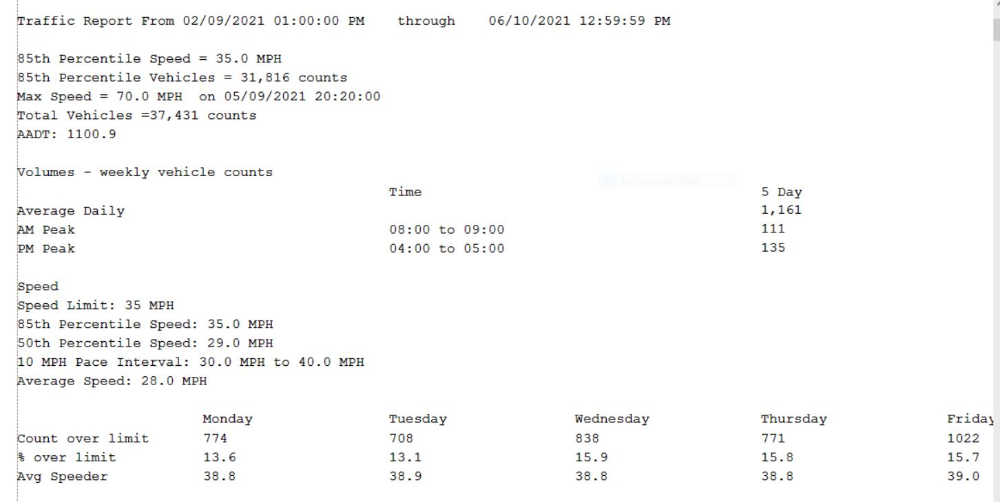 Traffic Report From 02/09/2021 01:00:00 PM through 06/10/2021 12:59:59 PM
85th Percentile Speed = 35.0 MPH
85th Percentile Vehicles = 31,816 counts
Max Speed = 70.0 MPH on 05/09/2021 20:20:00
Total Vehicles =37,431 counts
AADT: 1100.9
Volumes - weekly vehicle counts
Rectangular Snip
Time 5 Day
Average Daily 1,161
AM Peak 08:00 to 09:00 111
PM Peak 04:00 to 05:00 135
Speed
Speed Limit: 35 MPH
85th Percentile Speed: 35.0 MPH
50th Percentile Speed: 29.0 MPH
10 MPH Pace Interval: 30.0 MPH to 40.0 MPH
Average Speed: 28.0 MPH
Monday Tuesday Wednesday Thursday Friday
Count over limit 774 708 838 771 1022
% over limit 13.6 13.1 15.9 15.8 15.7
Avg Speeder 38.8 38.9 38.8 38.8 39.0